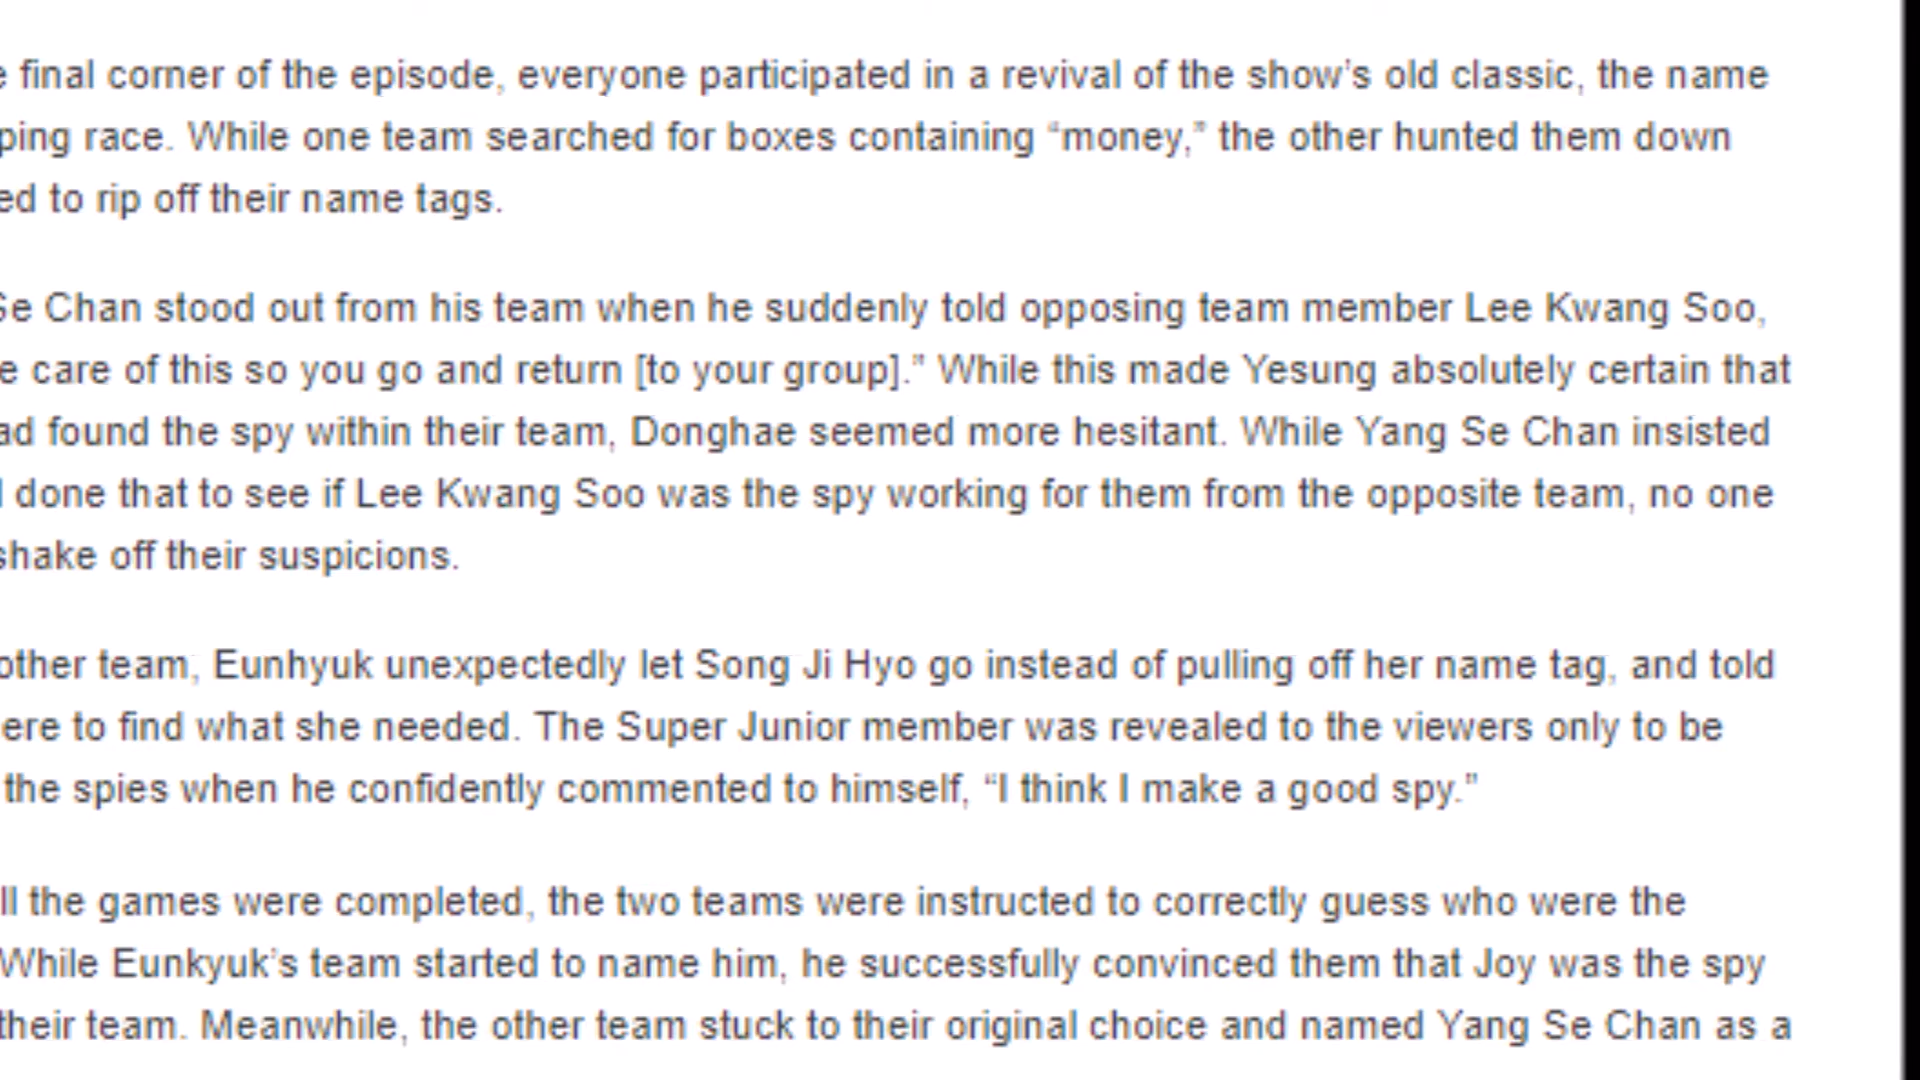 e final corner of the episode, everyone participated in a revival of the show’s old classic, the name
ping race. While one team searched for boxes containing “money,” the other hunted them down
ed to rip off their name tags.
Se Chan stood out from his team when he suddenly told opposing team member Lee Kwang Soo,
e care of this so you go and return [to your group].” While this made Yesung absolutely certain that
ad found the spy within their team, Donghae seemed more hesitant. While Yang Se Chan insisted
done that to see if Lee Kwang Soo was the spy working for them from the opposite team, no one
shake off their suspicions.
other team, Eunhyuk unexpectedly let Song Ji Hyo go instead of pulling off her name tag, and told
ere to find what she needed. The Super Junior member was revealed to the viewers only to be
the spies when he confidently commented to himself, “I think I make a good spy.”
ll the games were completed, the two teams were instructed to correctly guess who were the
While Eunkyuk’s team started to name him, he successfully convinced them that Joy was the spy
their team. Meanwhile, the other team stuck to their original choice and named Yang Se Chan as a